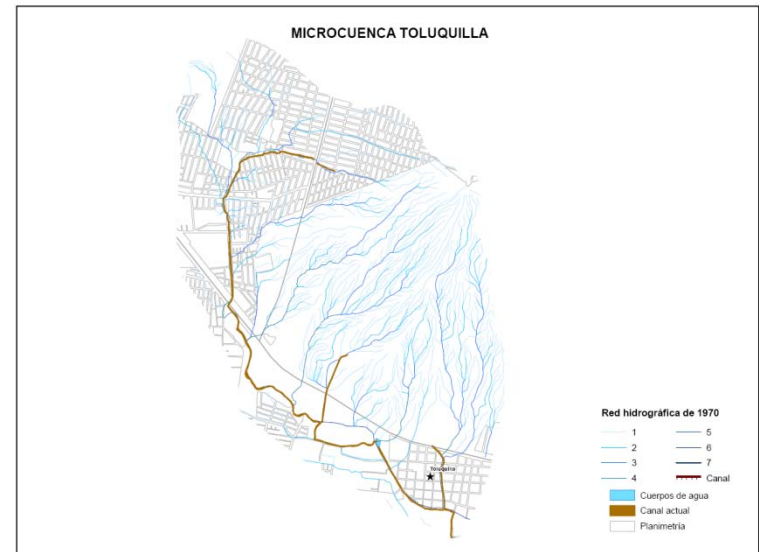 MICROCUENCA TOLUQUILLA
Toluquilla
Red hidrográfica de 1970
1
2
3
4
5
6
7
Canal
Cuerpos de agua
Canal actual
Planimetría